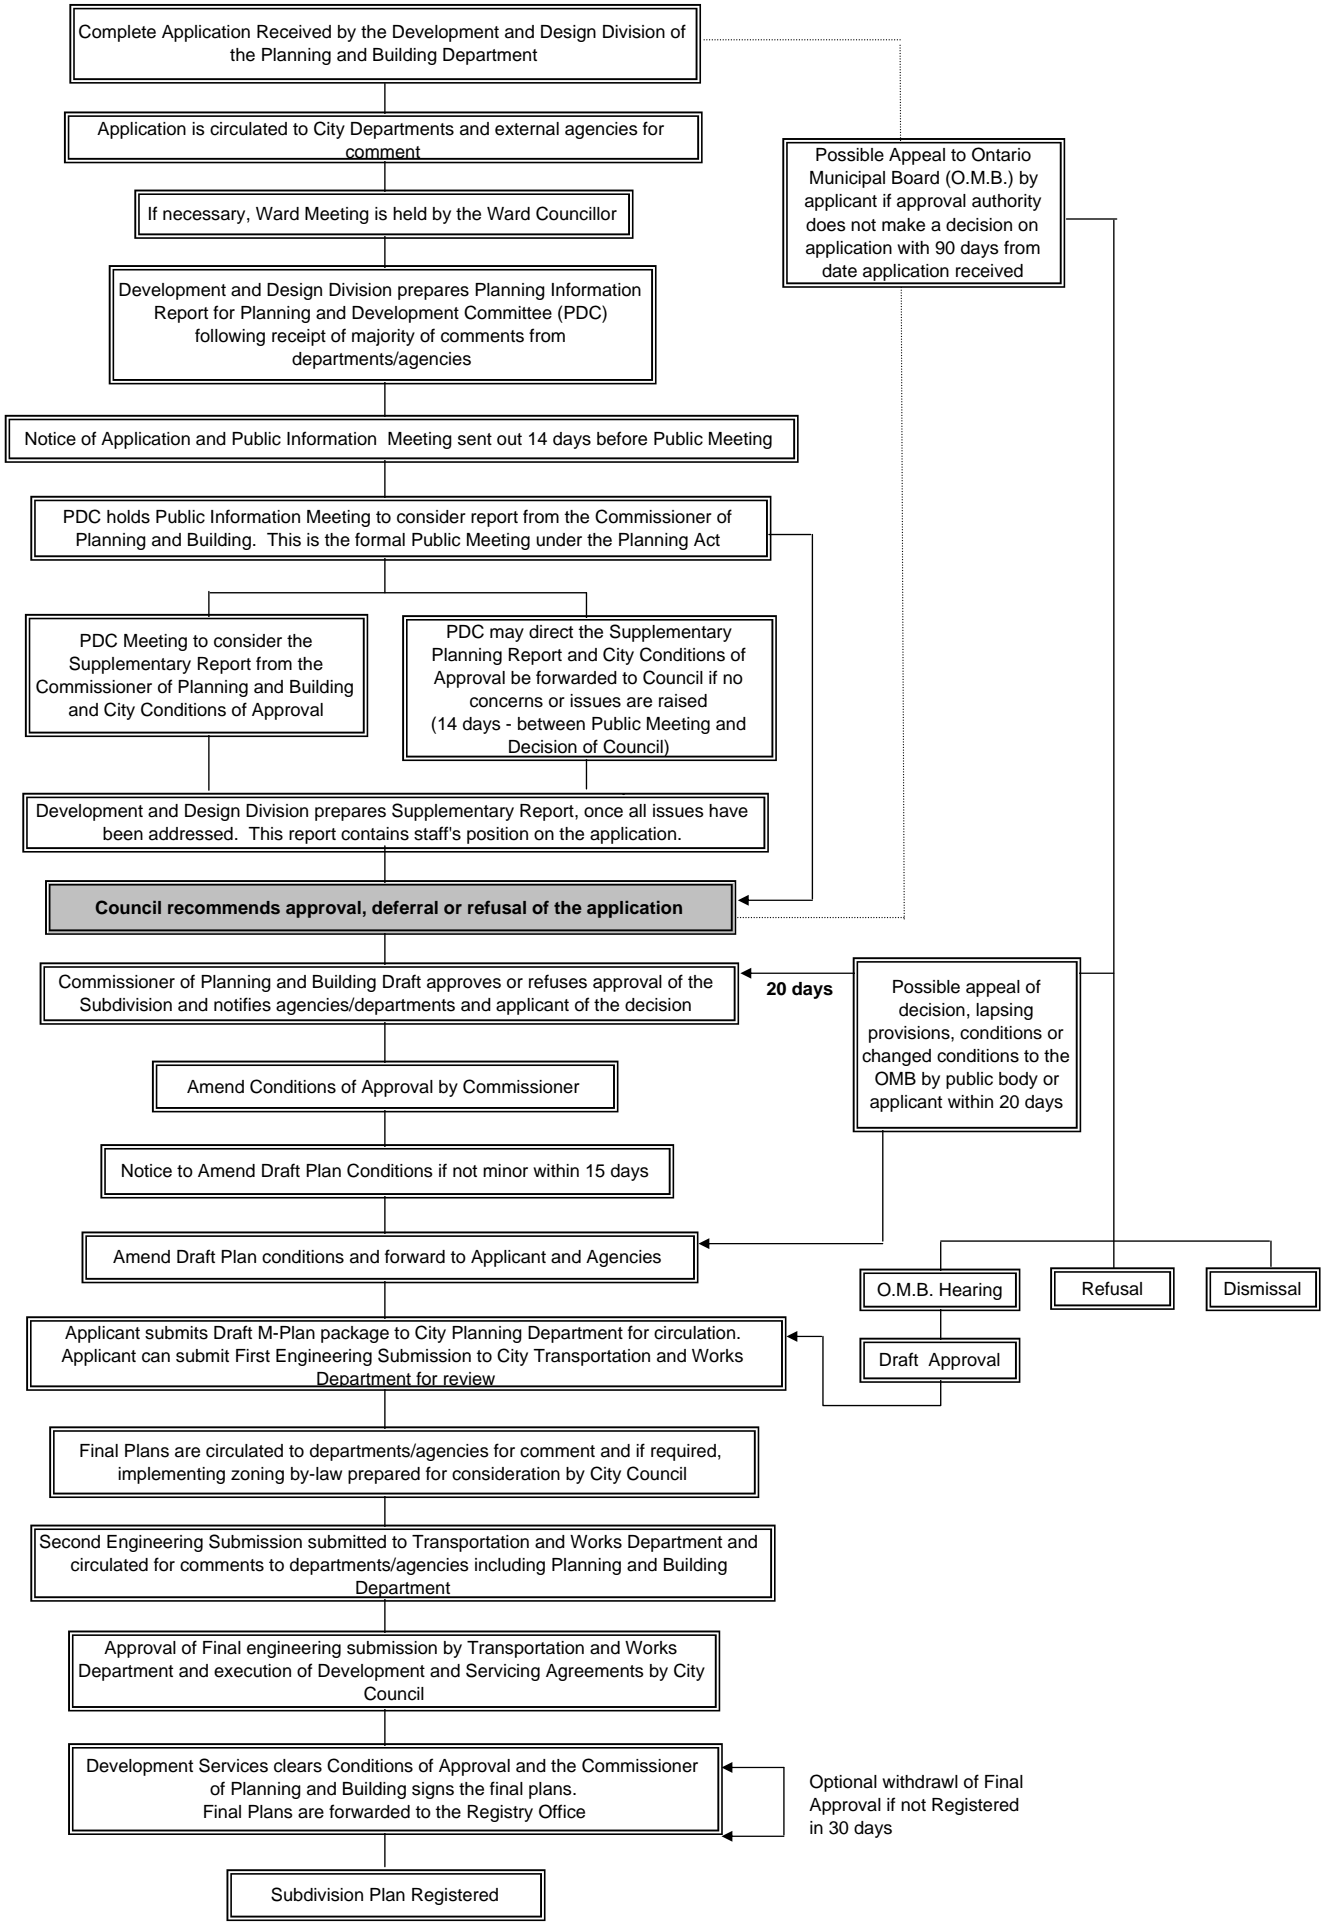 Complete Application Received by the Development and Design Division of
the Planning and Building Department
Application is circulated to City Departments and external agencies for
comment
Possible Appeal to Ontario
Municipal Board (O.M.B.) by
applicant if approval authority
does not make a decision on
application with 90 days from
date application received
If necessary, Ward Meeting is held by the Ward Councillor
Development and Design Division prepares Planning Information
Report for Planning and Development Committee (PDC)
following receipt of majority of comments from
departments/agencies
Notice of Application and Public Information  Meeting sent out 14 days before Public Meeting
PDC holds Public Information Meeting to consider report from the Commissioner of
Planning and Building.  This is the formal Public Meeting under the Planning Act
PDC Meeting to consider the
Supplementary Report from the
Commissioner of Planning and Building
and City Conditions of Approval
PDC may direct the Supplementary
Planning Report and City Conditions of
Approval be forwarded to Council if no
concerns or issues are raised
(14 days - between Public Meeting and
Decision of Council)
Development and Design Division prepares Supplementary Report, once all issues have
been addressed.  This report contains staff's position on the application.
Council recommends approval, deferral or refusal of the application
Commissioner of Planning and Building Draft approves or refuses approval of the
Subdivision and notifies agencies/departments and applicant of the decision
20 days
Possible appeal of
decision, lapsing
provisions, conditions or
changed conditions to the
OMB by public body or
applicant within 20 days
Amend Conditions of Approval by Commissioner
Notice to Amend Draft Plan Conditions if not minor within 15 days
Amend Draft Plan conditions and forward to Applicant and Agencies
O.M.B. Hearing
Refusal
Dismissal
Draft  Approval
Applicant submits Draft M-Plan package to City Planning Department for circulation.
Applicant can submit First Engineering Submission to City Transportation and Works
Department for review
Final Plans are circulated to departments/agencies for comment and if required,
implementing zoning by-law prepared for consideration by City Council
Second Engineering Submission submitted to Transportation and Works Department and
circulated for comments to departments/agencies including Planning and Building
Department
Approval of Final engineering submission by Transportation and Works
Department and execution of Development and Servicing Agreements by City
Council
Development Services clears Conditions of Approval and the Commissioner
of Planning and Building signs the final plans.
Final Plans are forwarded to the Registry Office
Optional withdrawl of Final
Approval if not Registered
in 30 days
Subdivision Plan Registered